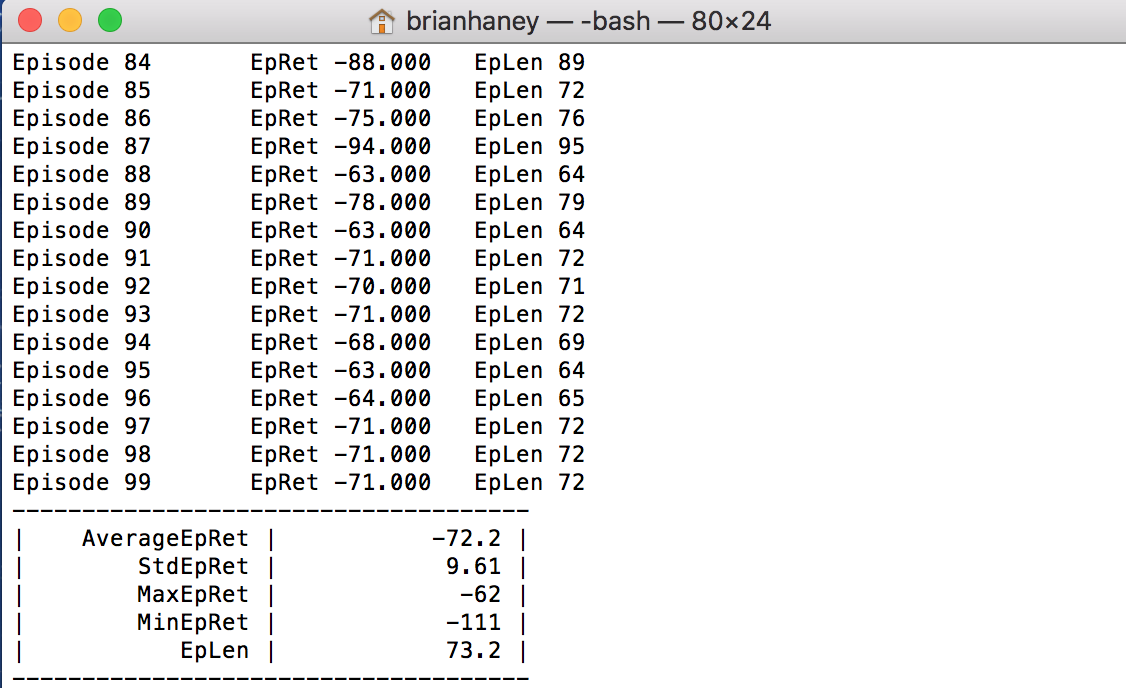 brianhaney — -bash — 80×24
Episode 84       EpRet -88.000   EpLen 89
Episode 85       EpRet -71.000   EpLen 72
Episode 86       EpRet -75.000   EpLen 76
Episode 87       EpRet -94.000   EpLen 95
Episode 88       EpRet -63.000   EpLen 64
Episode 89       EpRet -78.000   EpLen 79
Episode 90       EpRet -63.000   EpLen 64
Episode 91       EpRet -71.000   EpLen 72
Episode 92       EpRet -70.000   EpLen 71
Episode 93       EpRet -71.000   EpLen 72
Episode 94       EpRet -68.000   EpLen 69
Episode 95       EpRet -63.000   EpLen 64
Episode 96       EpRet -64.000   EpLen 65
Episode 97       EpRet -71.000   EpLen 72
Episode 98       EpRet -71.000   EpLen 72
Episode 99       EpRet -71.000   EpLen 72
-------------------------------------
|    AverageEpRet |           -72.2 |
|        StdEpRet |            9.61 |
|        MaxEpRet |             -62 |
|        MinEpRet |            -111 |
|           EpLen |            73.2 |
-------------------------------------